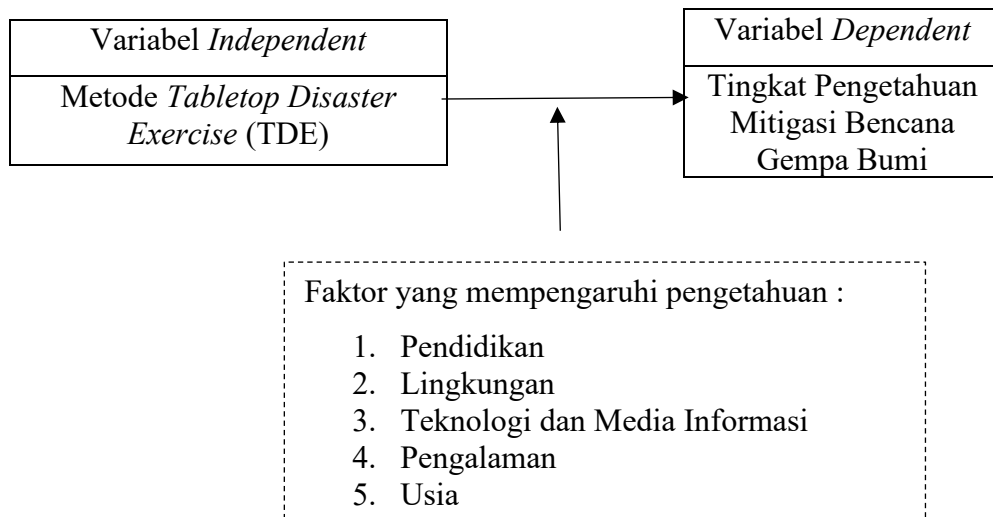 Variabel Independent
Metode Tabletop Disaster
Exercise (TDE)
Variabel Dependent
Tingkat Pengetahuan
Mitigasi Bencana
Gempa Bumi
Faktor yang mempengaruhi pengetahuan :
1. Pendidikan
2. Lingkungan
3. Teknologi dan Media Informasi
4. Pengalaman
5. Usia